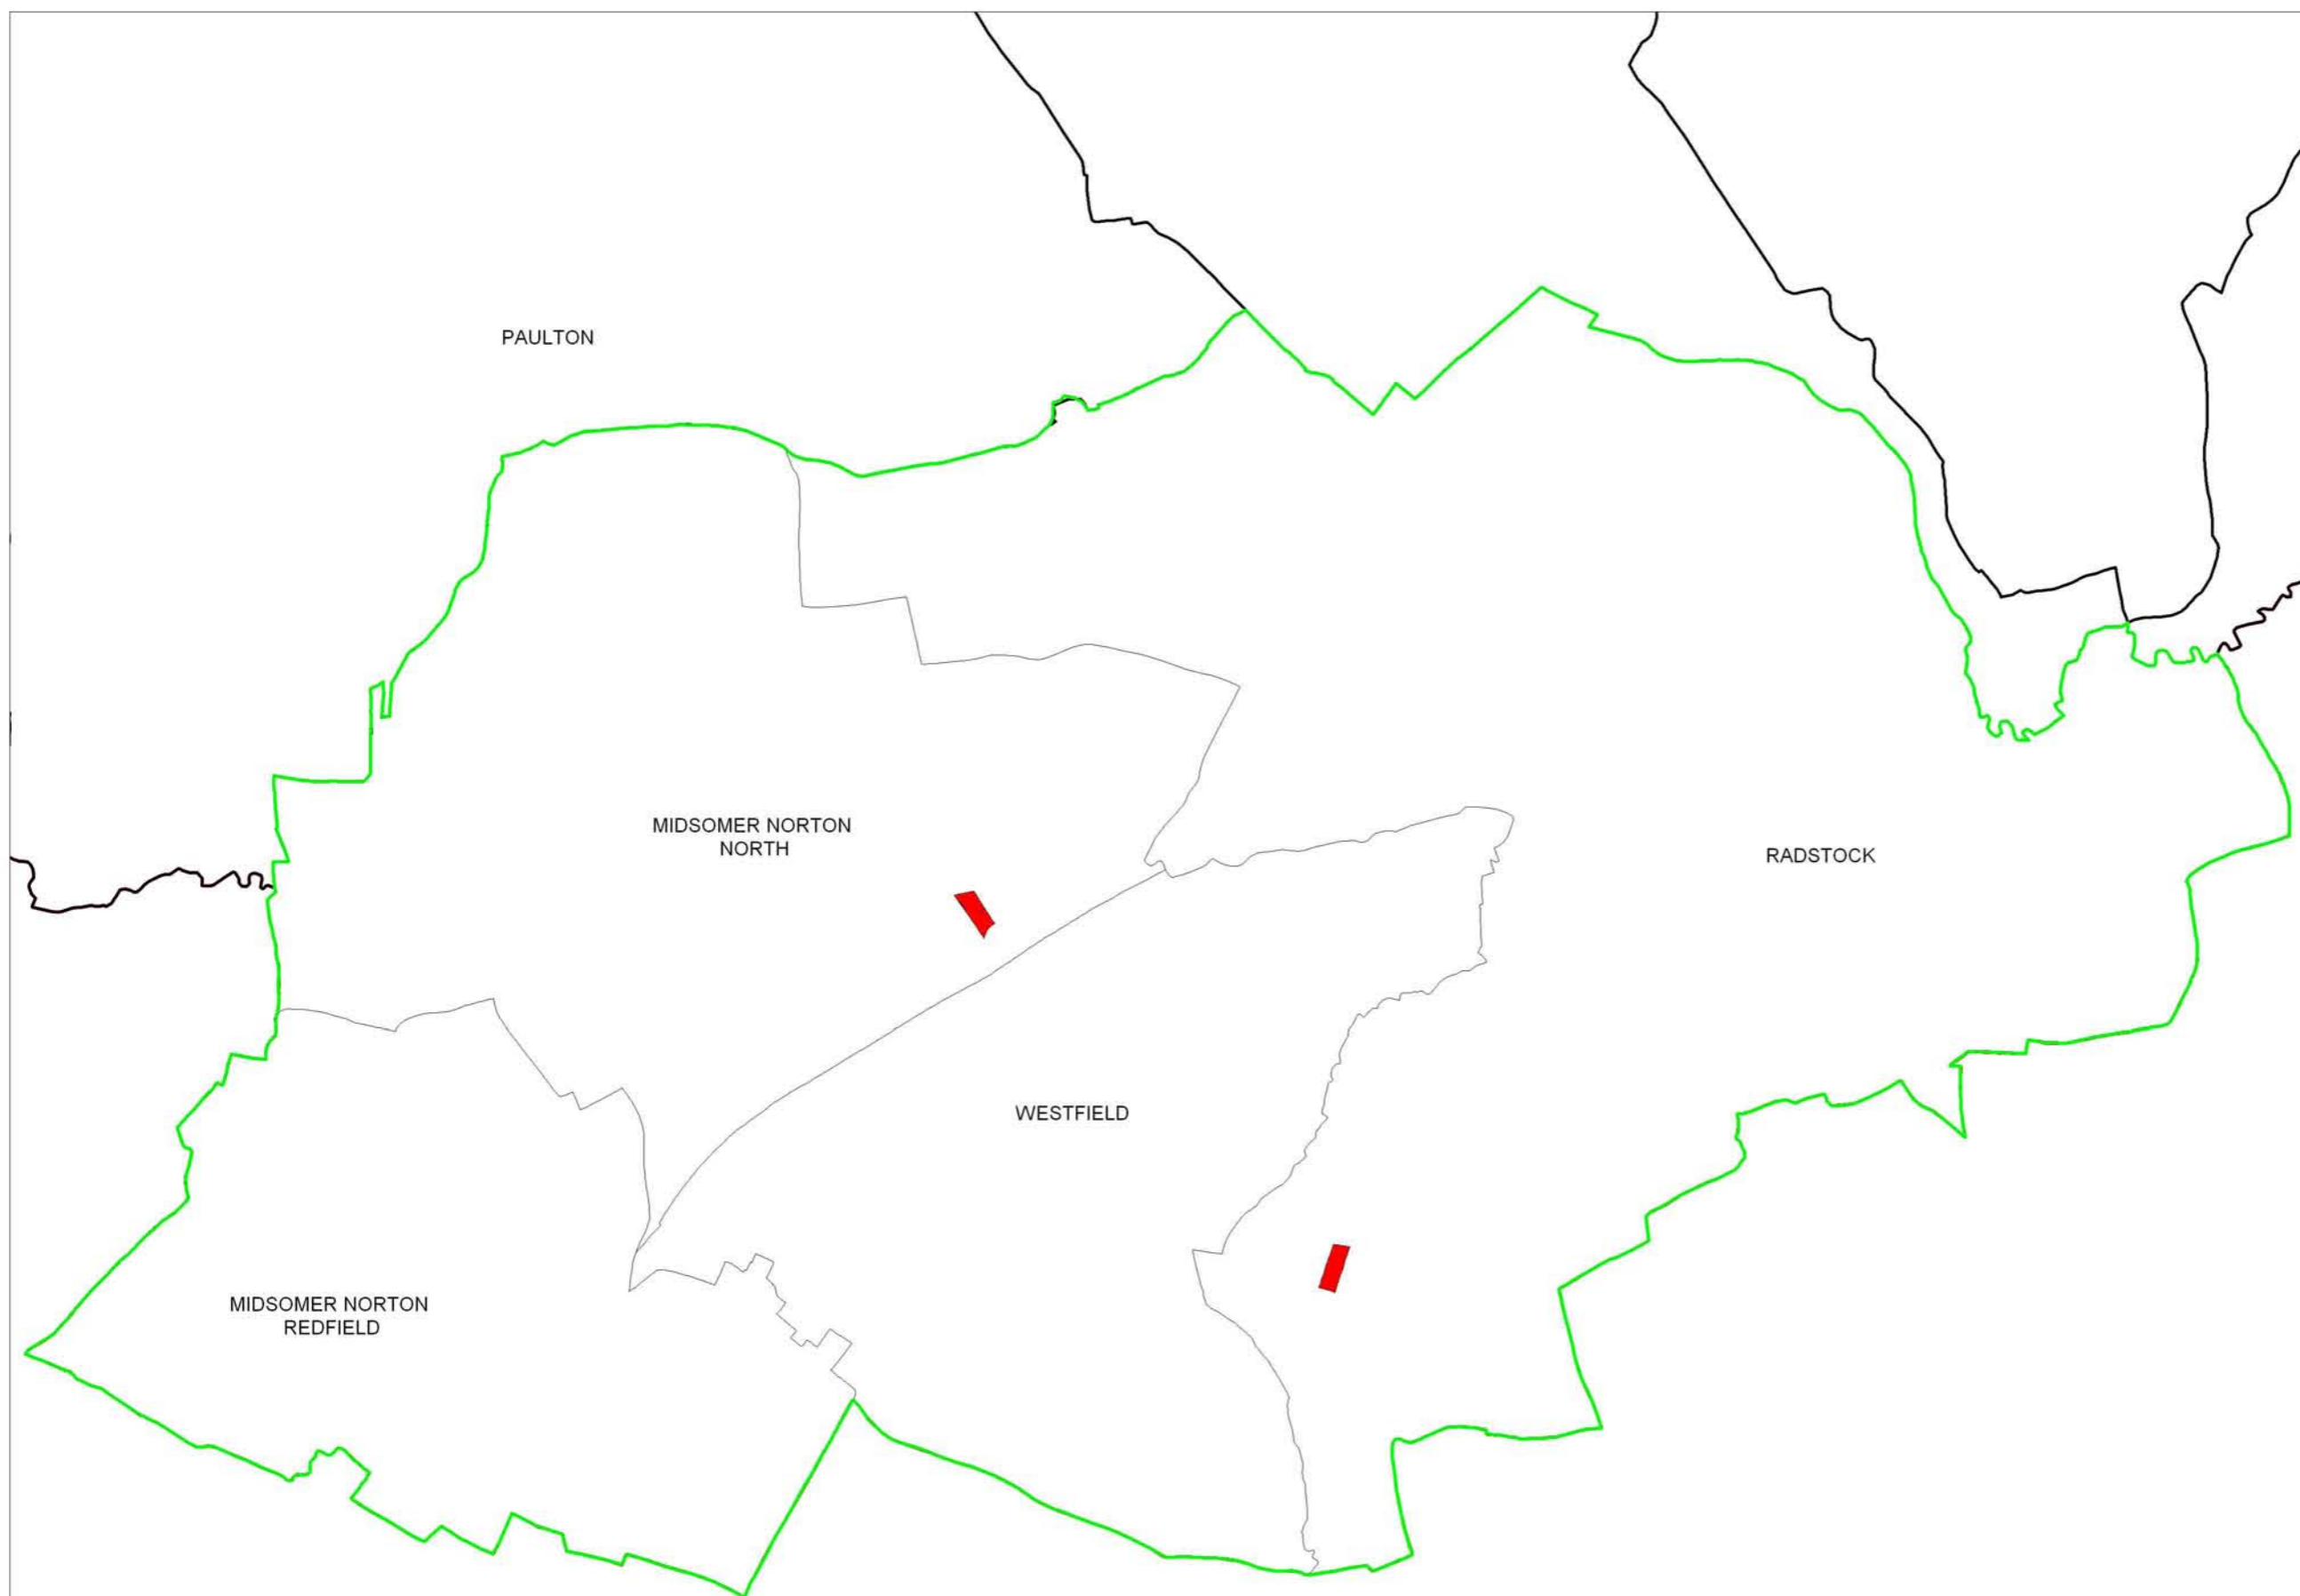 PAULTON
MIDSOMER NORTON
NORTH
RADSTOCK
WESTFIELD
MIDSOMER NORTON
REDFIELD